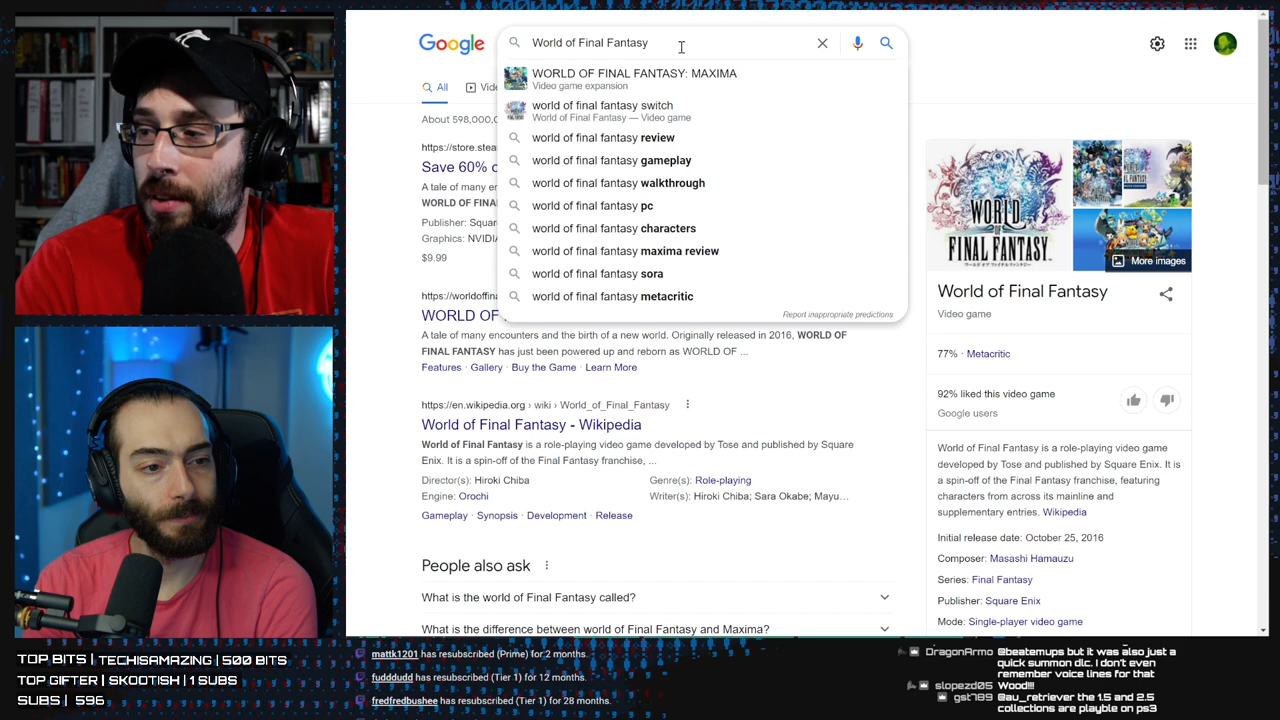 Google
World of Final Fantasy
WORLD OF FINAL FANTASY: MAXIMA
Video game expansion
world of final fantasy switch
World of Final Fantasy — Video game
world of final fantasy review
world of final fantasy gameplay
world of final fantasy walkthrough
world of final fantasy pc
world of final fantasy characters
world of final fantasy maxima review
world of final fantasy sora
world of final fantasy metacritic
Report inappropriate predictions
All
Vide
About 598,000,0
https://store.stea
Save 60% o
A tale of many en
WORLD OF FINA
Publisher: Squar
Graphics: NVIDIA
$9.99
https://worldoffina
WORLD OF
A tale of many encounters and the birth of a new world. Originally released in 2016, WORLD OF
FINAL FANTASY has just been powered up and reborn as WORLD OF ...
Features · Gallery · Buy the Game · Learn More
https://en.wikipedia.org › wiki › World_of_Final_Fantasy
World of Final Fantasy - Wikipedia
World of Final Fantasy is a role-playing video game developed by Tose and published by Square
Enix. It is a spin-off of the Final Fantasy franchise, ...
Director(s): Hiroki Chiba
Genre(s): Role-playing
Engine: Orochi
Writer(s): Hiroki Chiba; Sara Okabe; Mayu...
Gameplay · Synopsis · Development · Release
People also ask
What is the world of Final Fantasy called?
What is the difference between world of Final Fantasy and Maxima?
WORLD
OF
FINAL FANTASY
More images
World of Final Fantasy
Video game
77% · Metacritic
92% liked this video game
Google users
World of Final Fantasy is a role-playing video game
developed by Tose and published by Square Enix. It is
a spin-off of the Final Fantasy franchise, featuring
characters from across its mainline and
supplementary entries. Wikipedia
Initial release date: October 25, 2016
Composer: Masashi Hamauzu
Series: Final Fantasy
Publisher: Square Enix
Mode: Single-player video game
TOP BITS | TECHISAMAZING | 500 BITS
TOP GIFTER | SKOOTISH | 1 SUBS
SUBS | 596
mattk1201 has resubscribed (Prime) for 2 months.
fudddudd has resubscribed (Tier 1) for 12 months.
fredfredbushee has resubscribed (Tier 1) for 28 months.
DragonArmo @beatemups but it was also just a
quick summon dlc. I don't even
remember voice lines for that
slopezd05 Wood!!!
gst789 @au_retriever the 1.5 and 2.5
collections are playble on ps3